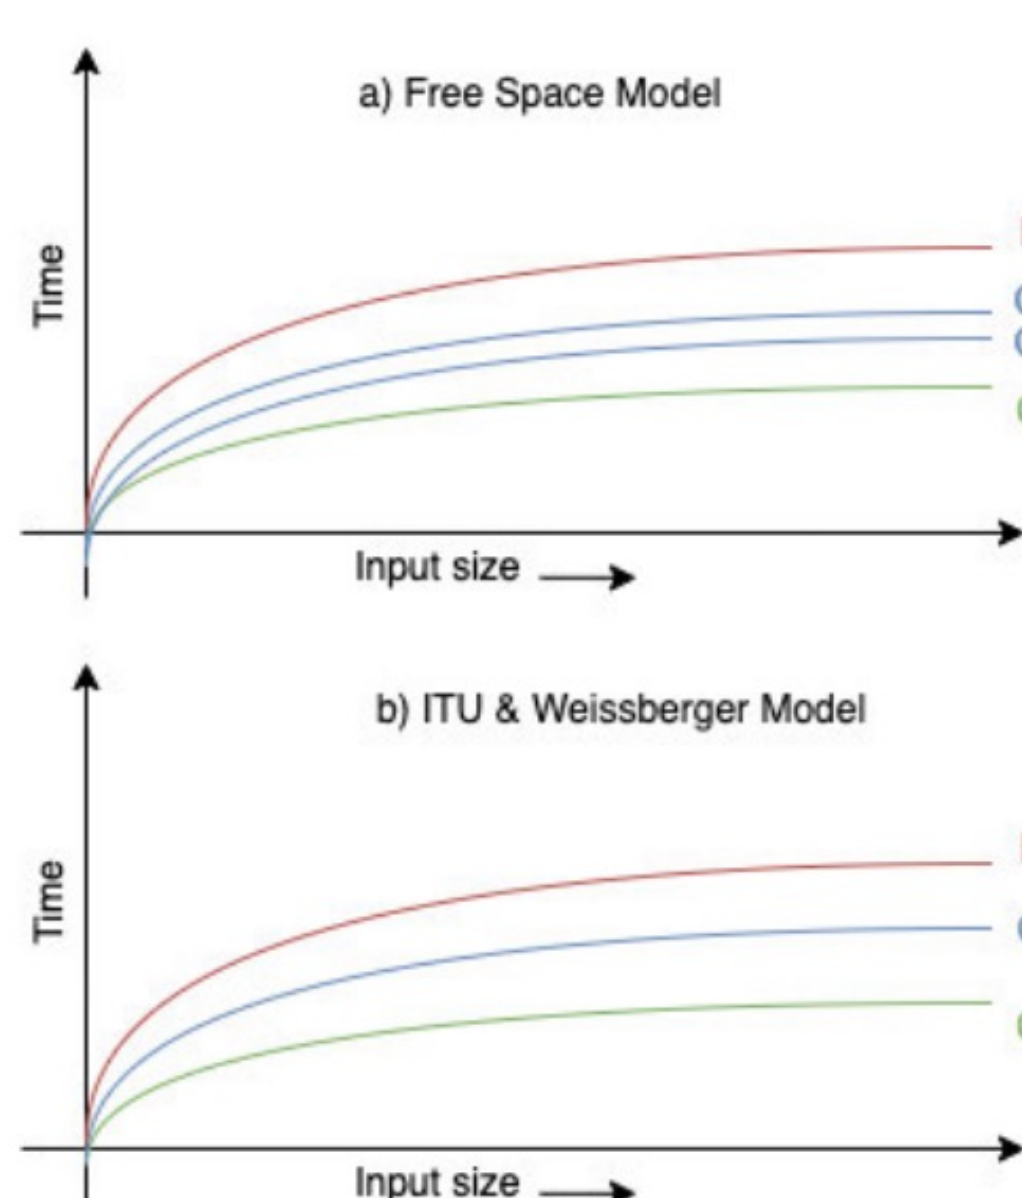 a) Free Space Model
Time
Input size
b) ITU & Weissberger Model
Time
Input size